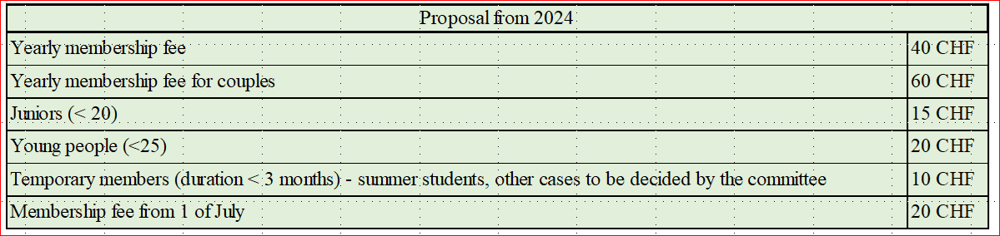 Proposal from 2024
Yearly membership fee 40 CHF
Yearly membership fee for couples 60 CHF
Juniors (< 20) 15 CHF
Young people (<25) 20 CHF
Temporary members (duration < 3 months) - summer students, other cases to be decided by the committee 10 CHF
Membership fee from 1 of July 20 CHF